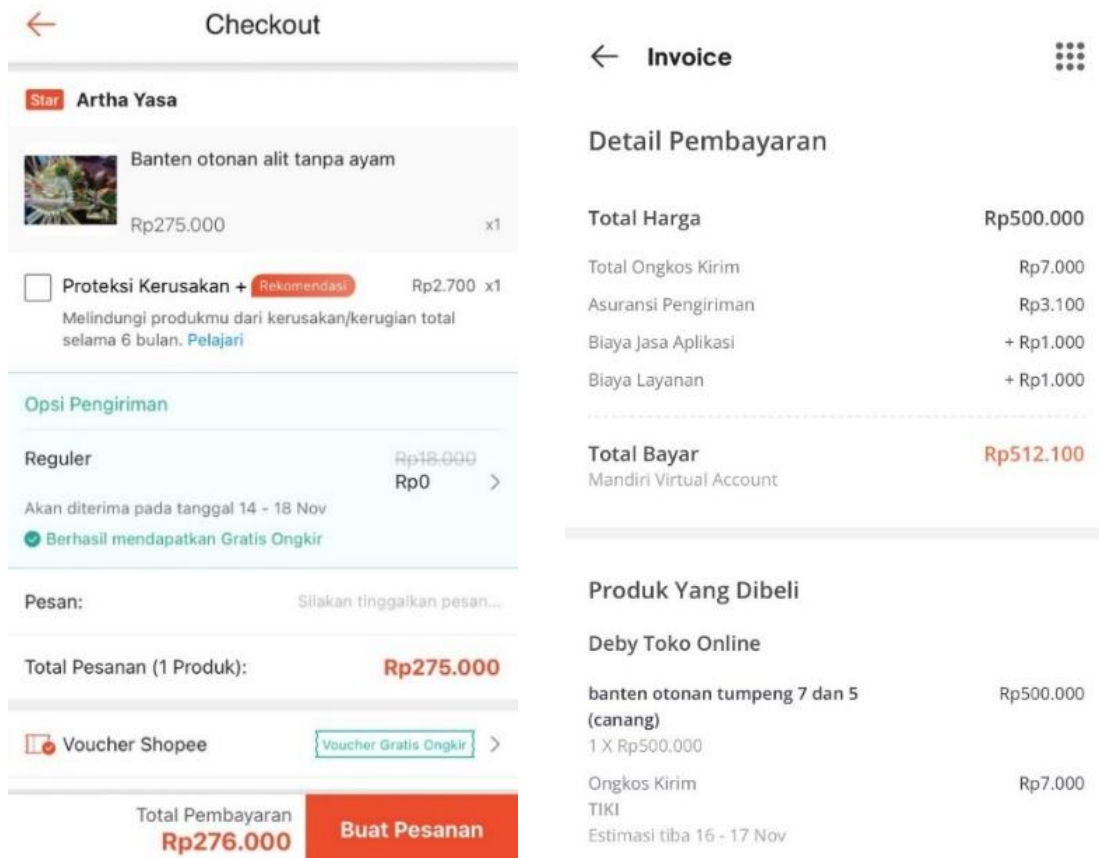 Checkout
Star Artha Yasa
Banten otonan alit tanpa ayam
Rp275.000 x1
Proteksi Kerusakan + Rekomendasi Rp2.700 x1
Melindungi produkmu dari kerusakan/kerugian total
selama 6 bulan. Pelajari
Opsi Pengiriman
Reguler Rp18.000
Rp0
Akan diterima pada tanggal 14 - 18 Nov
Berhasil mendapatkan Gratis Ongkir
Pesan: Silakan tinggalkan pesan...
Total Pesanan (1 Produk): Rp275.000
Voucher Shopee Voucher Gratis Ongkir
Total Pembayaran
Rp276.000
Buat Pesanan
Invoice
Detail Pembayaran
Total Harga Rp500.000
Total Ongkos Kirim Rp7.000
Asuransi Pengiriman Rp3.100
Biaya Jasa Aplikasi + Rp1.000
Biaya Layanan + Rp1.000
Total Bayar Rp512.100
Mandiri Virtual Account
Produk Yang Dibeli
Deby Toko Online
banten otonan tumpeng 7 dan 5 Rp500.000
(canang)
1 X Rp500.000
Ongkos Kirim Rp7.000
TIKI
Estimasi tiba 16 - 17 Nov